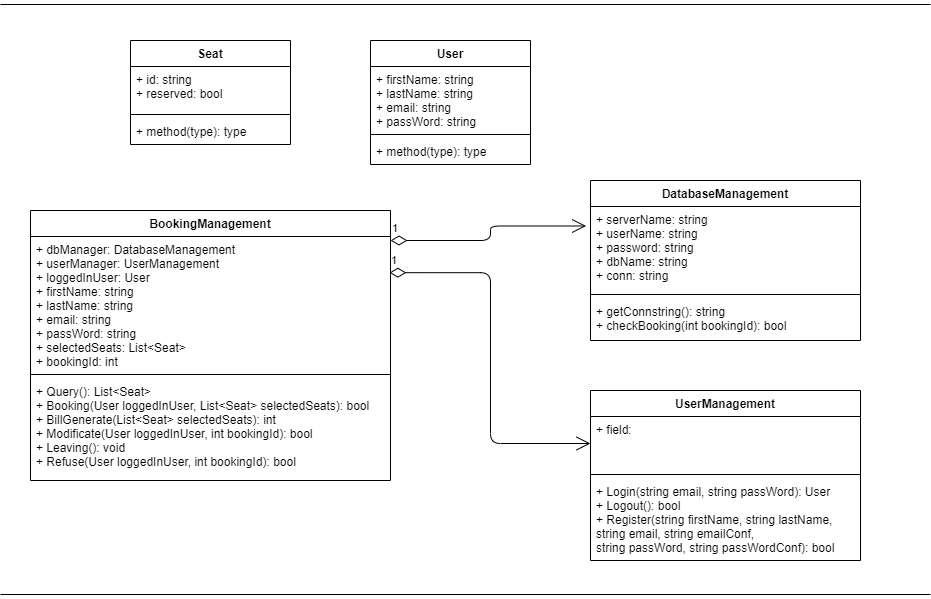 Seat
+ id: string
+ reserved: bool
+ method(type): type
User
+ firstName: string
+ lastName: string
+ email: string
+ passWord: string
+ method(type): type
BookingManagement
+ dbManager: DatabaseManagement
+ userManager: UserManagement
+ loggedInUser: User
+ firstName: string
+ lastName: string
+ email: string
+ passWord: string
+ selectedSeats: List<Seat>
+ bookingId: int
+ Query(): List<Seat>
+ Booking(User loggedInUser, List<Seat> selectedSeats): bool
+ BillGenerate(List<Seat> selectedSeats): int
+ Modificate(User loggedInUser, int bookingId): bool
+ Leaving(): void
+ Refuse(User loggedInUser, int bookingId): bool
1
1
DatabaseManagement
+ serverName: string
+ userName: string
+ password: string
+ dbName: string
+ conn: string
+ getConnstring(): string
+ checkBooking(int bookingId): bool
UserManagement
+ field:
+ Login(string email, string passWord): User
+ Logout(): bool
+ Register(string firstName, string lastName,
string email, string emailConf,
string passWord, string passWordConf): bool